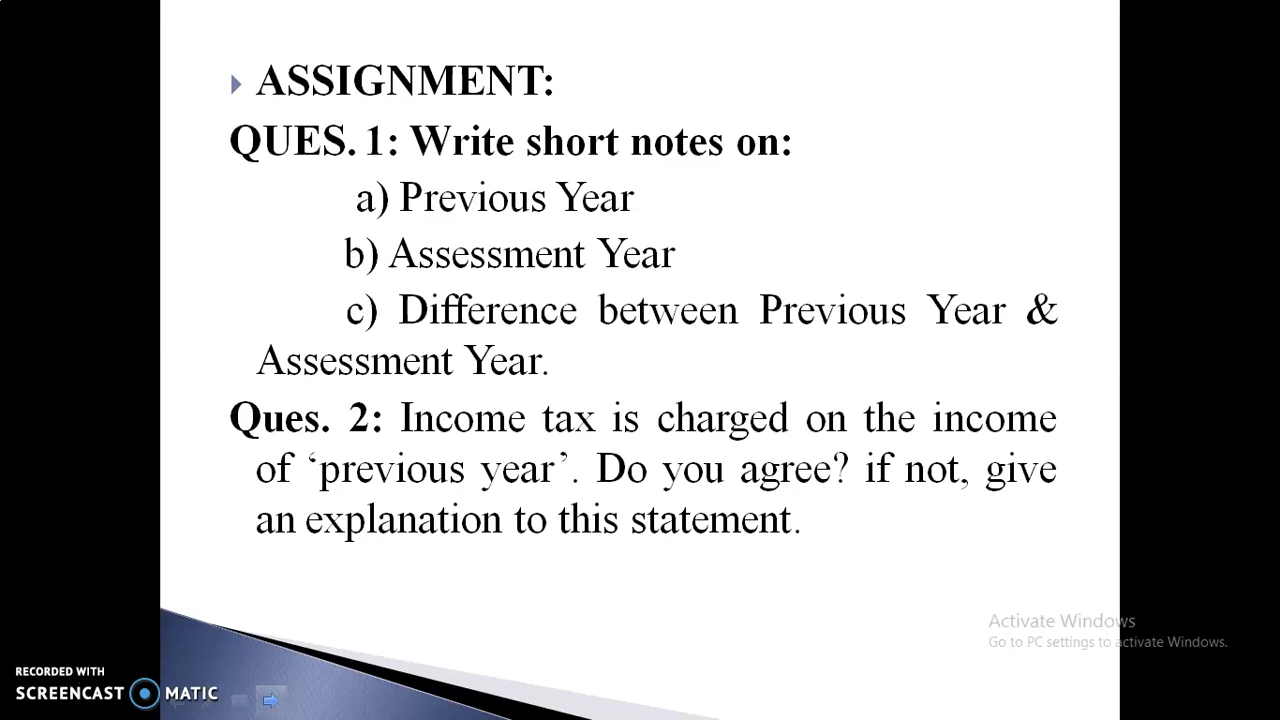 ASSIGNMENT:
QUES. 1: Write short notes on:
a) Previous Year
b) Assessment Year
c) Difference between Previous Year &
Assessment Year.
Ques. 2: Income tax is charged on the income
of ‘previous year’. Do you agree? if not, give
an explanation to this statement.
Activate Windows
Go to PC settings to activate Windows.
RECORDED WITH
SCREENCAST MATIC